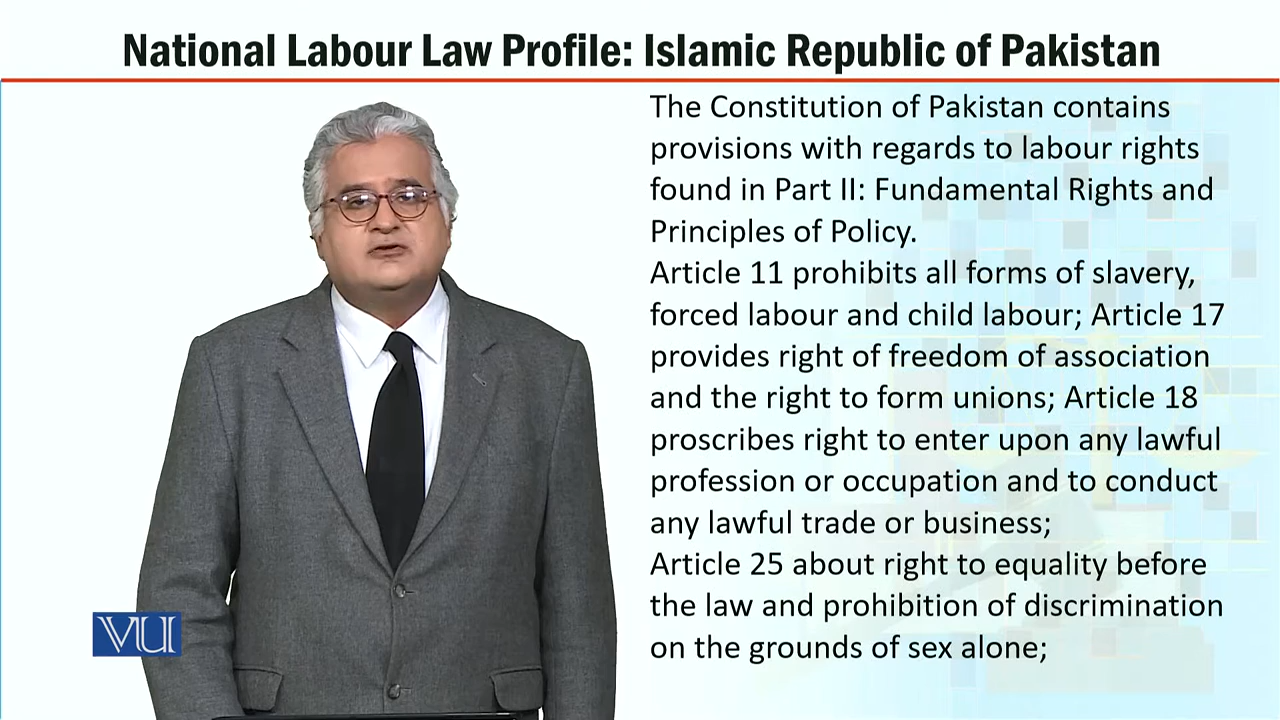 National Labour Law Profile: Islamic Republic of Pakistan
The Constitution of Pakistan contains
provisions with regards to labour rights
found in Part II: Fundamental Rights and
Principles of Policy.
Article 11 prohibits all forms of slavery,
forced labour and child labour; Article 17
provides right of freedom of association
and the right to form unions; Article 18
proscribes right to enter upon any lawful
profession or occupation and to conduct
any lawful trade or business;
Article 25 about right to equality before
the law and prohibition of discrimination
on the grounds of sex alone;
VU